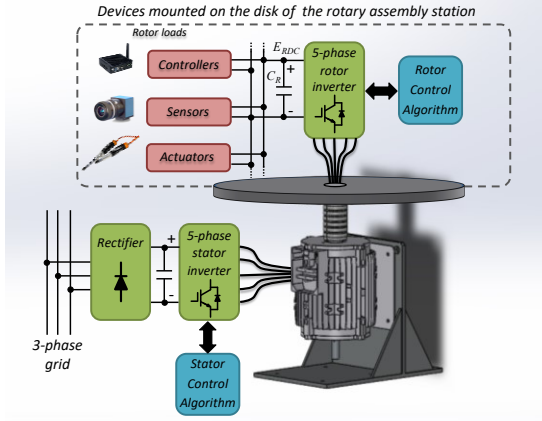 Devices mounted on the disk of the rotary assembly station
Rotor loads
Controllers
Sensors
Actuators
E_RDC
+
C_R
-
5-phase
rotor
inverter
Rotor
Control
Algorithm
3-phase
grid
Rectifier
+
-
5-phase
stator
inverter
Stator
Control
Algorithm